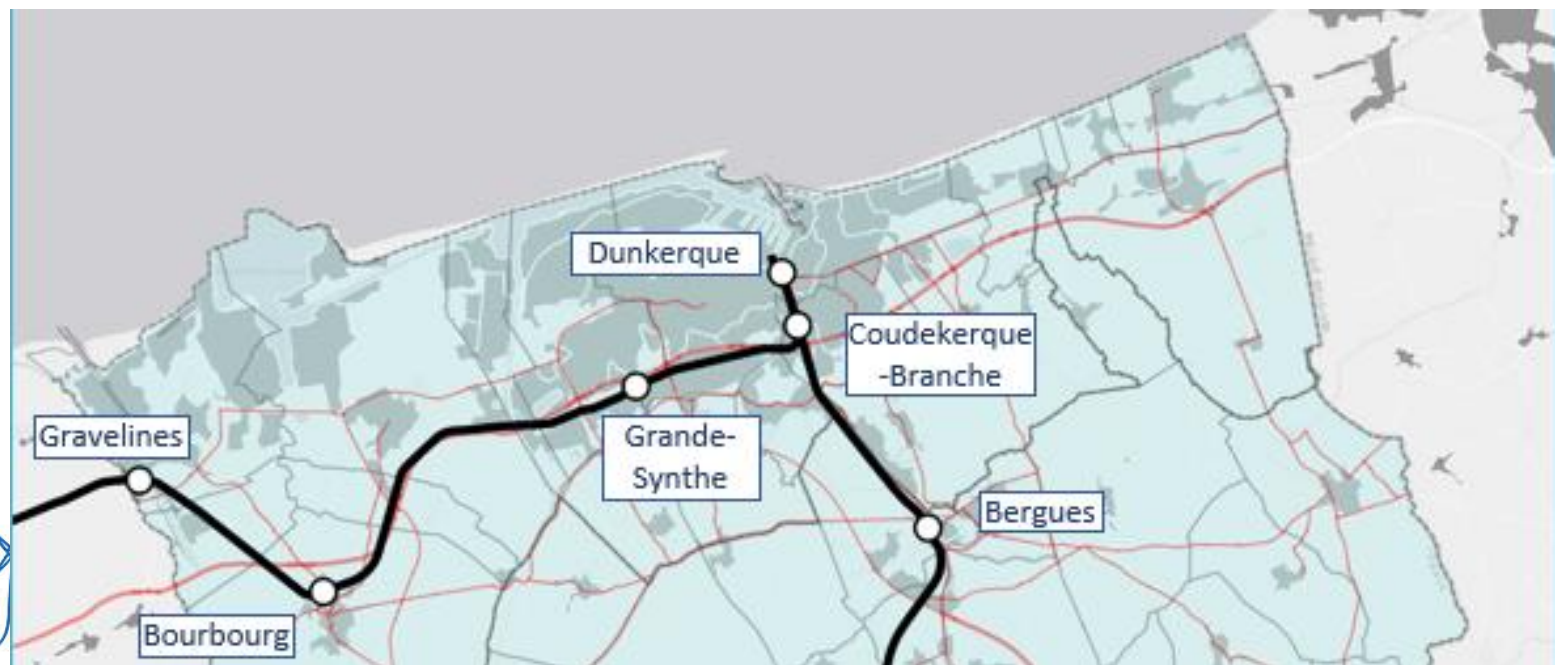 Dunkerque
Coudekerque
-Branche
Gravelines
Grande-
Synthe
Bergues
Bourbourg